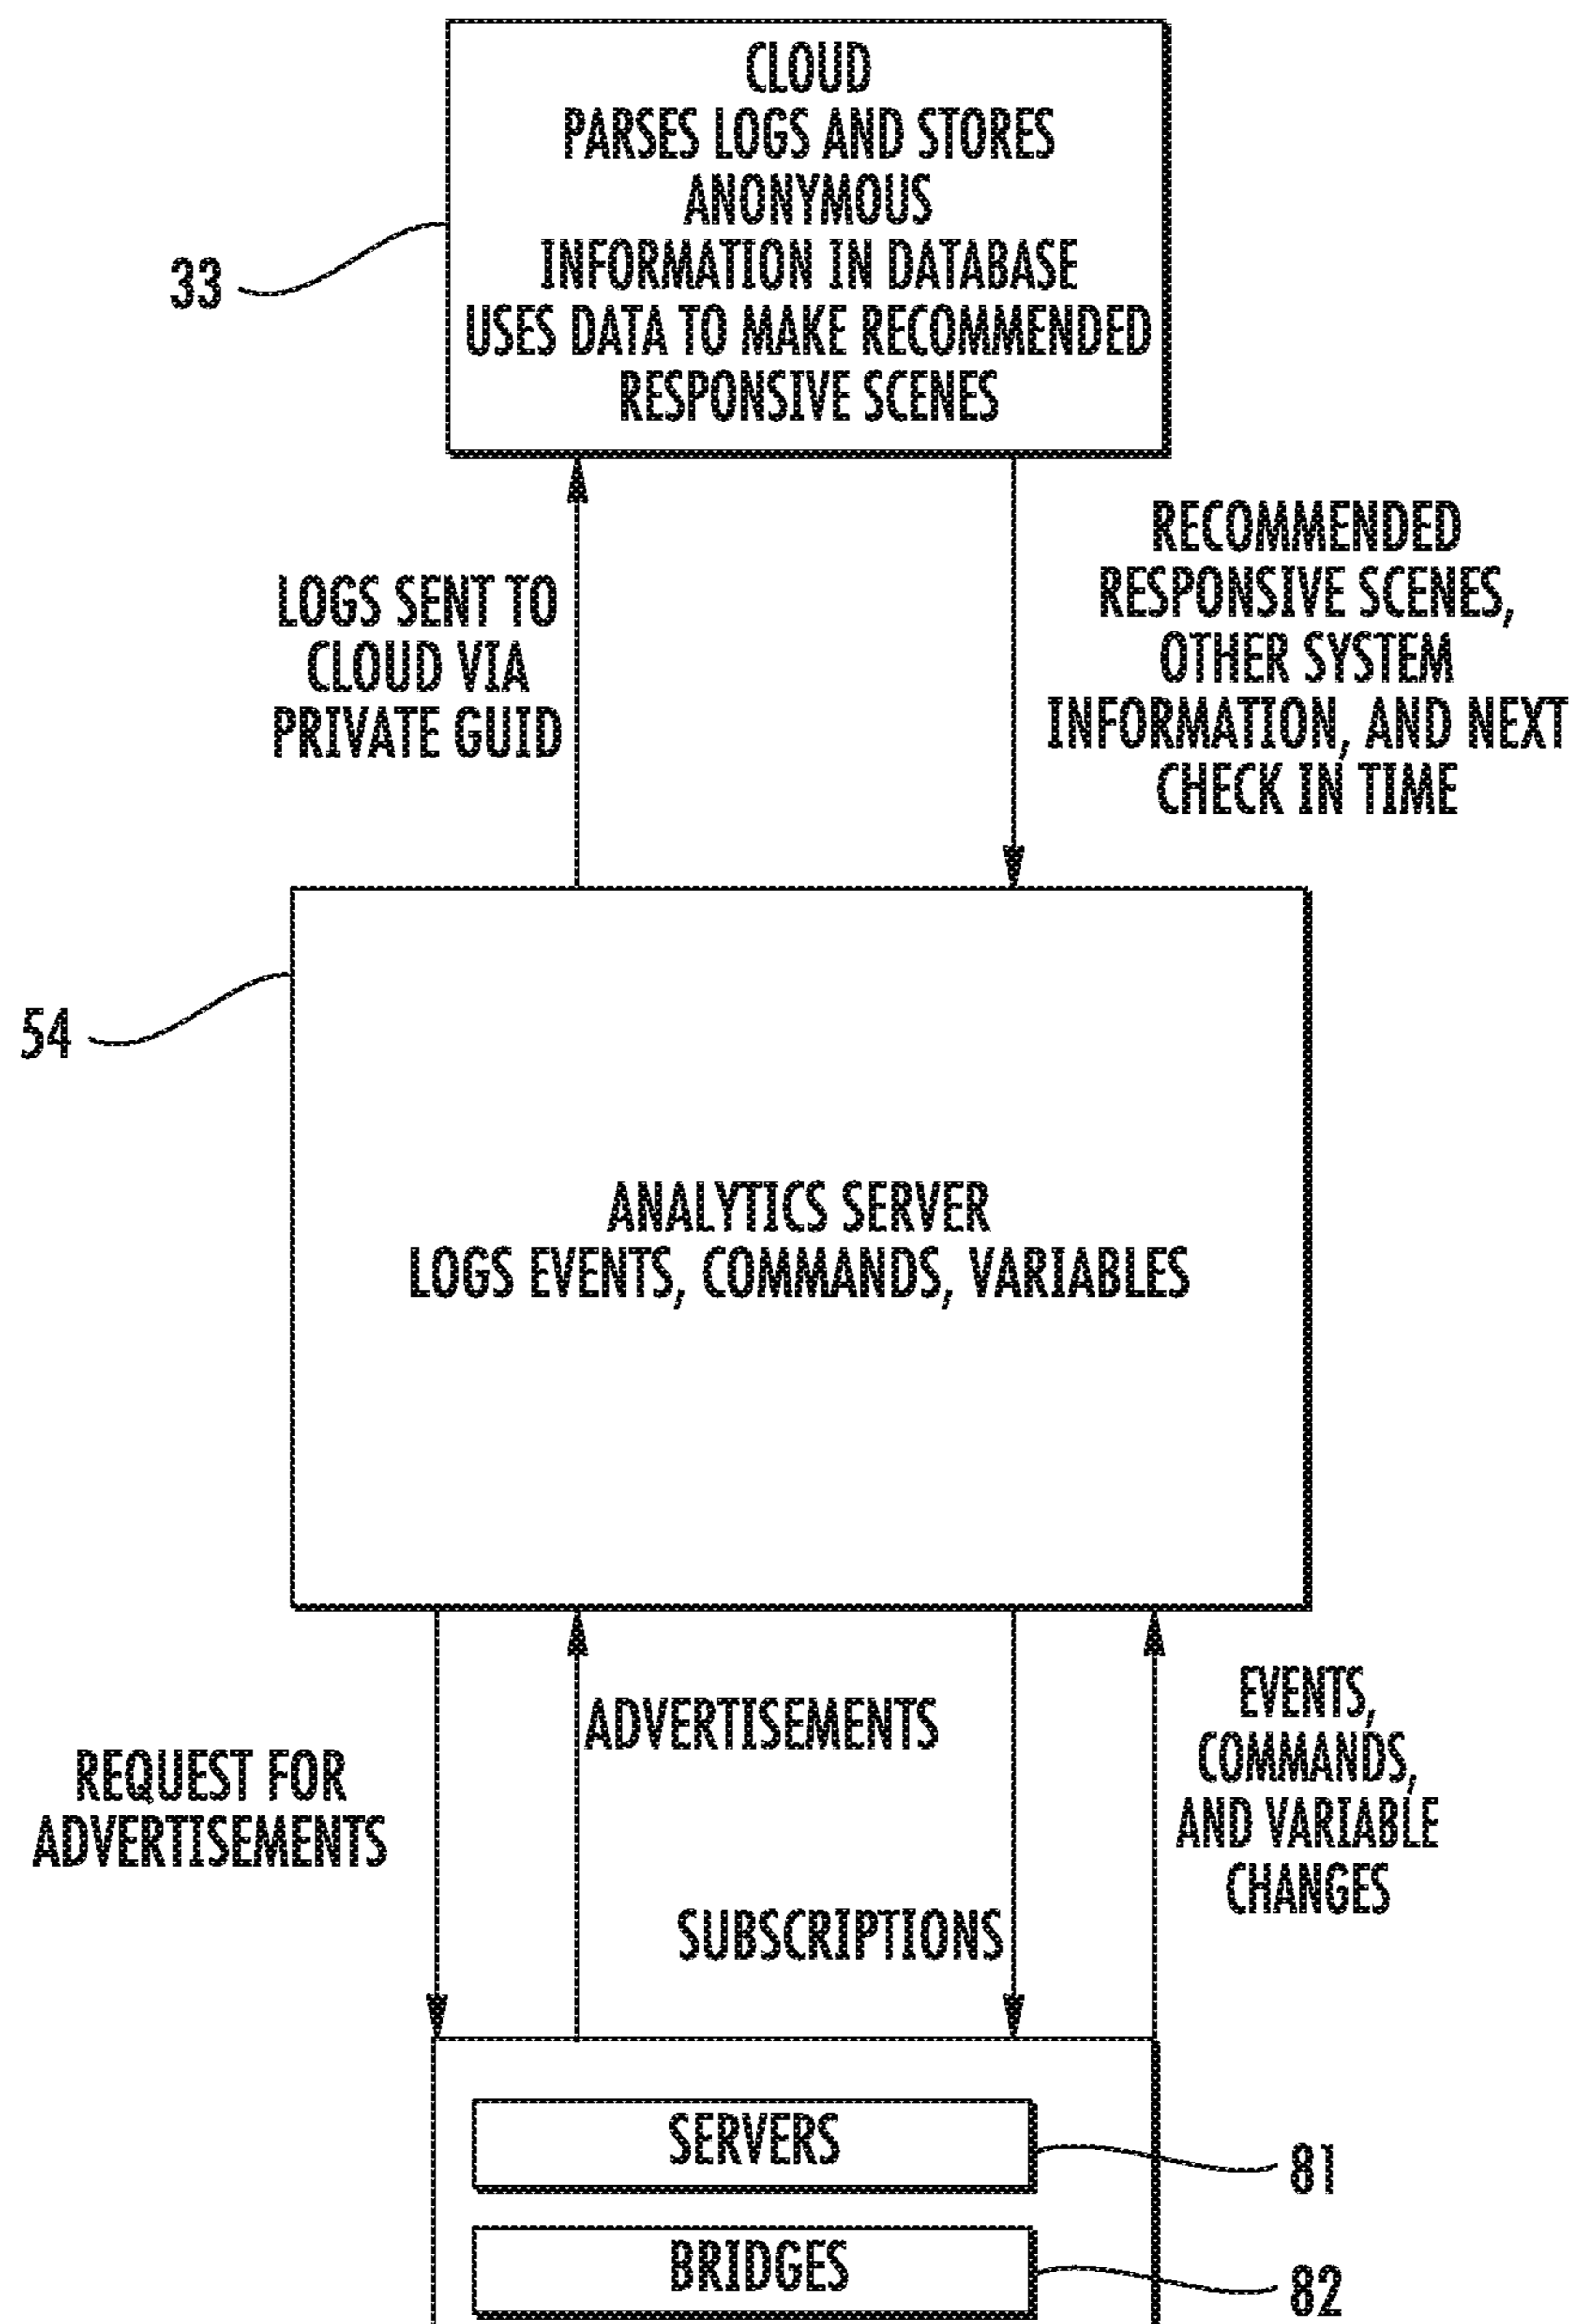 CLOUD
PARSES LOGS AND STORES
ANONYMOUS
INFORMATION IN DATABASE
USES DATA TO MAKE RECOMMENDED
RESPONSIVE SCENES
33
LOGS SENT TO
CLOUD VIA
PRIVATE GUID
RECOMMENDED
RESPONSIVE SCENES,
OTHER SYSTEM
INFORMATION, AND NEXT
CHECK IN TIME
54
ANALYTICS SERVER
LOGS EVENTS, COMMANDS, VARIABLES
REQUEST FOR
ADVERTISEMENTS
ADVERTISEMENTS
SUBSCRIPTIONS
EVENTS,
COMMANDS,
AND VARIABLE
CHANGES
SERVERS
81
BRIDGES
82